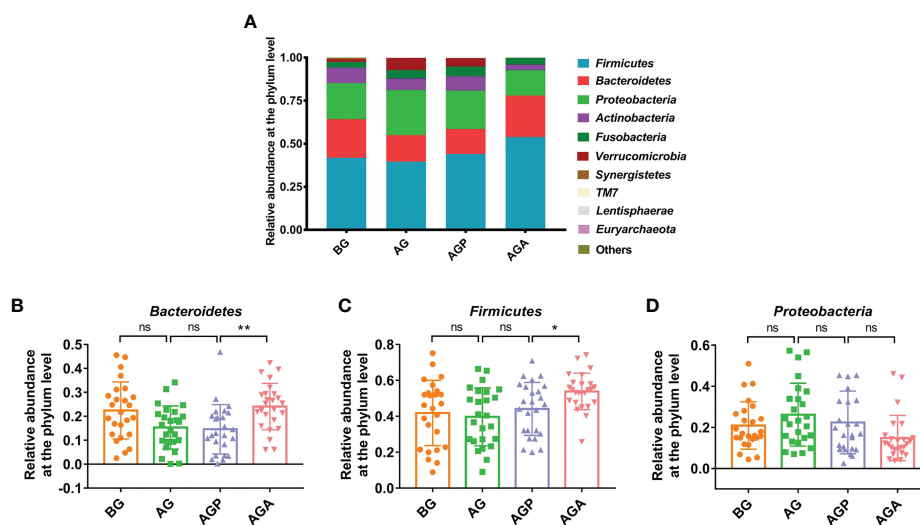 A
Relative abundance at the phylum level
1.00
0.75
0.50
0.25
0.00
BG
AG
AGP
AGA
Firmicutes
Bacteroidetes
Proteobacteria
Actinobacteria
Fusobacteria
Verrucomicrobia
Synergistetes
TM7
Lentisphaerae
Euryarchaeota
Others
B
Bacteroidetes
ns
ns
**
Relative abundance
at the phylum level
0.5
0.4
0.3
0.2
0.1
0.0
-0.1
BG
AG
AGP
AGA
C
Firmicutes
ns
ns
*
Relative abundance
at the phylum level
0.8
0.6
0.4
0.2
0.0
BG
AG
AGP
AGA
D
Proteobacteria
ns
ns
ns
Relative abundance
at the phylum level
0.6
0.4
0.2
0.0
BG
AG
AGP
AGA